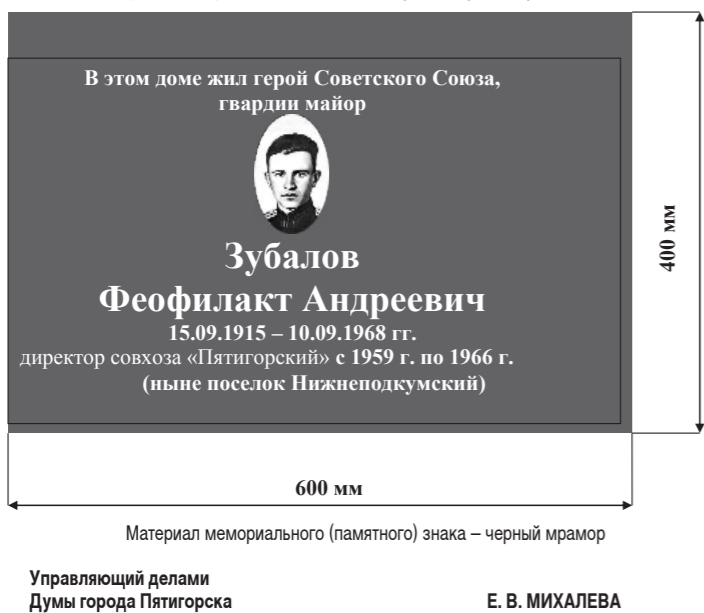 В этом доме жил герой Советского Союза,
гвардии майор
Зубалов
Феофилакт Андреевич
15.09.1915 – 10.09.1968 гг.
директор совхоза «Пятигорский» с 1959 г. по 1966 г.
(ныне поселок Нижнеподкумский)
400 мм
600 мм
Материал мемориального (памятного) знака – черный мрамор
Управляющий делами
Думы города Пятигорска Е. В. МИХАЛЕВА